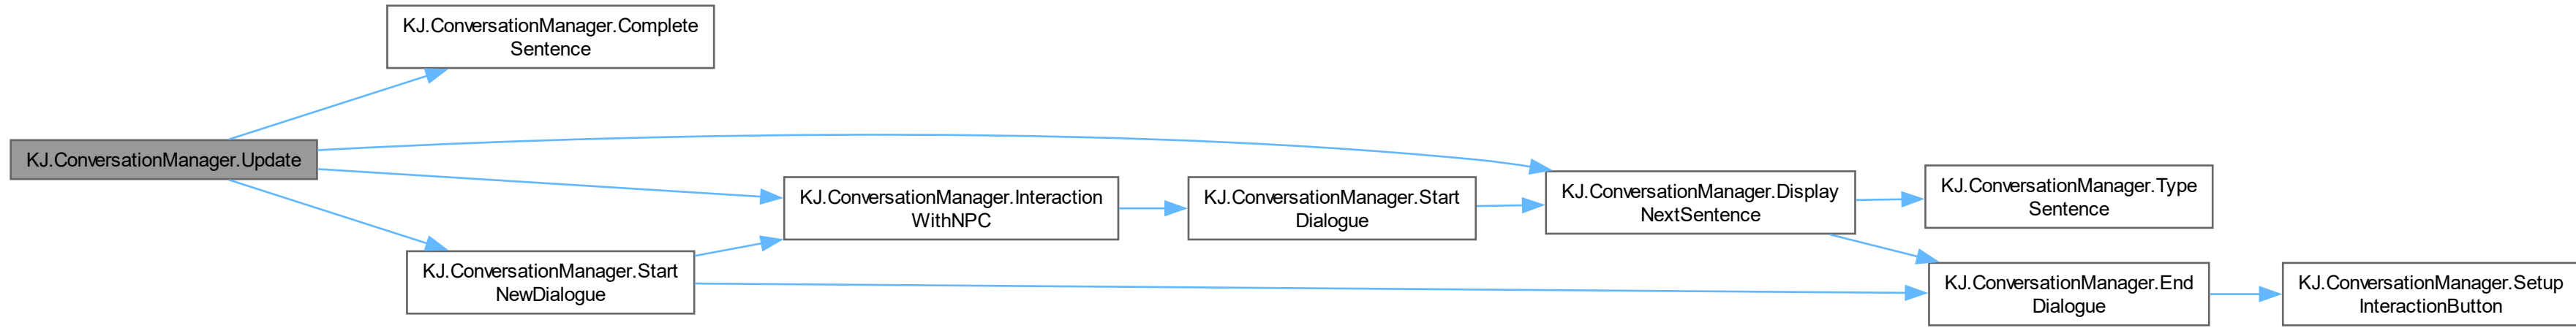 KJ.ConversationManager.Complete
Sentence
KJ.ConversationManager.Update
KJ.ConversationManager.Interaction
WithNPC
KJ.ConversationManager.Start
Dialogue
KJ.ConversationManager.Display
NextSentence
KJ.ConversationManager.Type
Sentence
KJ.ConversationManager.Start
NewDialogue
KJ.ConversationManager.End
Dialogue
KJ.ConversationManager.Setup
InteractionButton